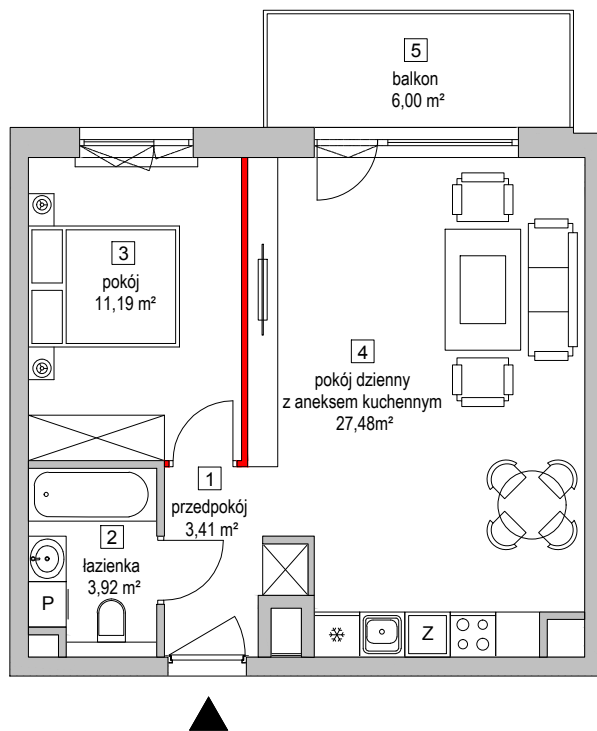 5
balkon
6,00 m²
3
pokój
11,19 m²
4
pokój dzienny
z aneksem kuchennym
27,48m²
1
przedpokój
3,41 m²
2
łazienka
3,92 m²
P
Z